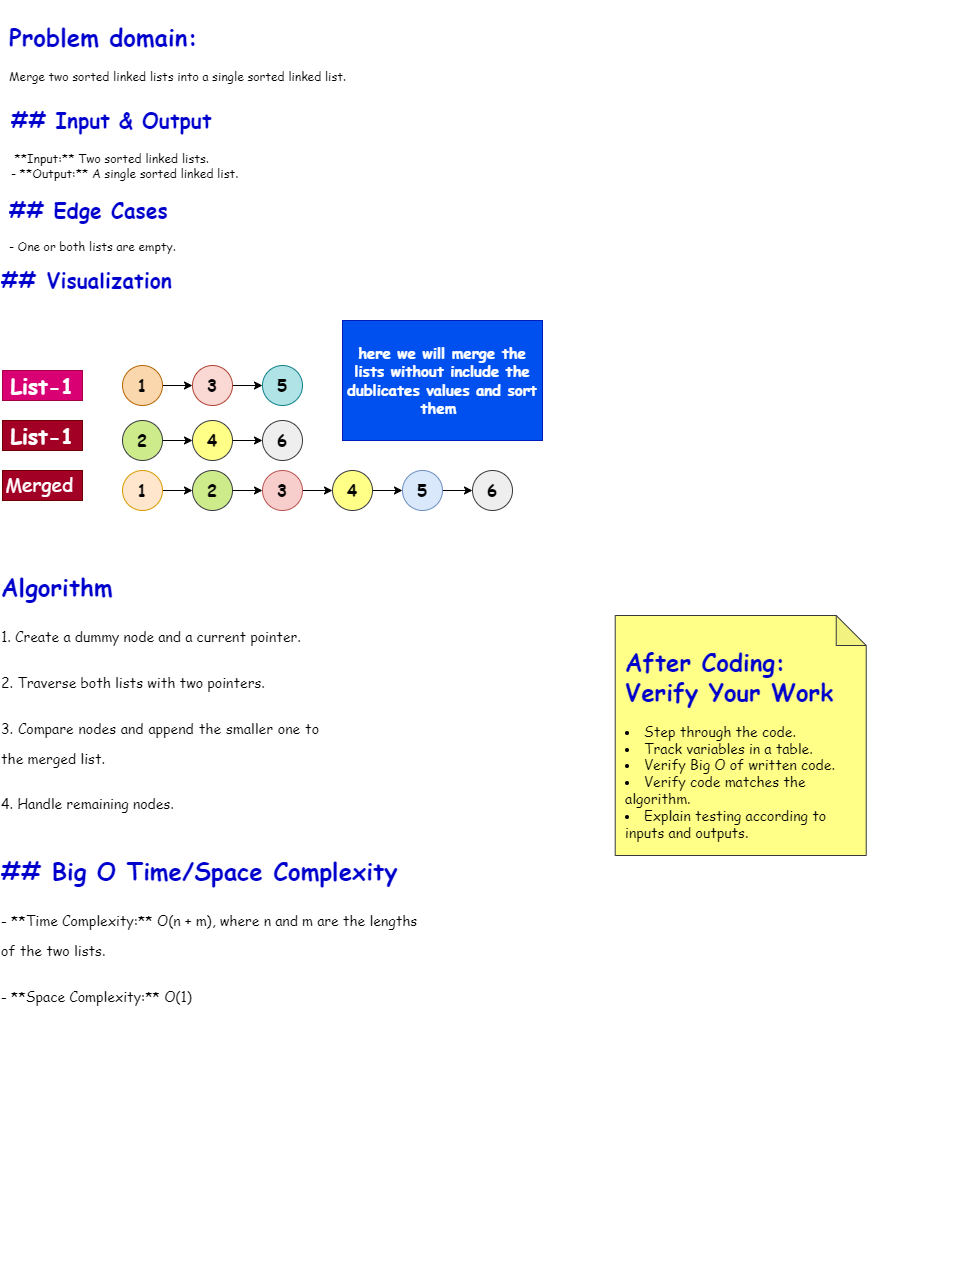 Problem domain:
Merge two sorted linked lists into a single sorted linked list.
## Input & Output
**Input:** Two sorted linked lists.
- **Output:** A single sorted linked list.
## Edge Cases
- One or both lists are empty.
## Visualization
here we will merge the
lists without include the
dublicates values and sort
them
List-1
1 3 5
List-1
2 4 6
Merged
1 2 3 4 5 6
Algorithm
1. Create a dummy node and a current pointer.
2. Traverse both lists with two pointers.
3. Compare nodes and append the smaller one to
the merged list.
4. Handle remaining nodes.
After Coding:
Verify Your Work
• Step through the code.
• Track variables in a table.
• Verify Big O of written code.
• Verify code matches the
algorithm.
• Explain testing according to
inputs and outputs.
## Big O Time/Space Complexity
- **Time Complexity:** O(n + m), where n and m are the lengths
of the two lists.
- **Space Complexity:** O(1)